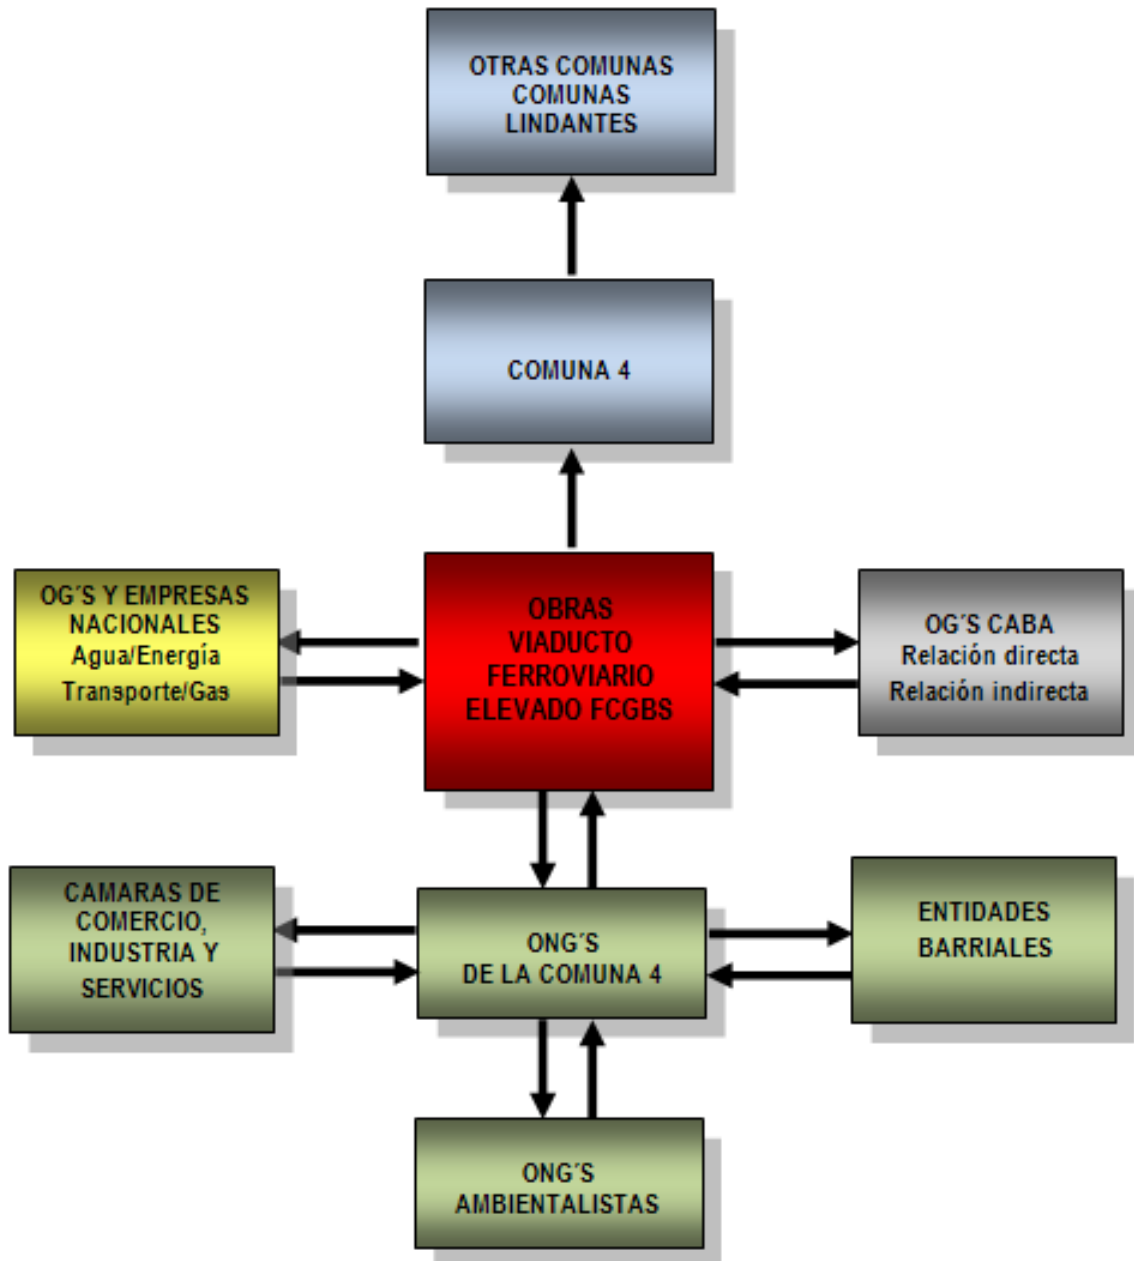 OTRAS COMUNAS
COMUNAS
LINDANTES
COMUNA 4
OG´S Y EMPRESAS
NACIONALES
Agua/Energía
Transporte/Gas
OBRAS
VIADUCTO
FERROVIARIO
ELEVADO FCGBS
OG´S CABA
Relación directa
Relación indirecta
CAMARAS DE
COMERCIO,
INDUSTRIA Y
SERVICIOS
ONG´S
DE LA COMUNA 4
ENTIDADES
BARRIALES
ONG´S
AMBIENTALISTAS